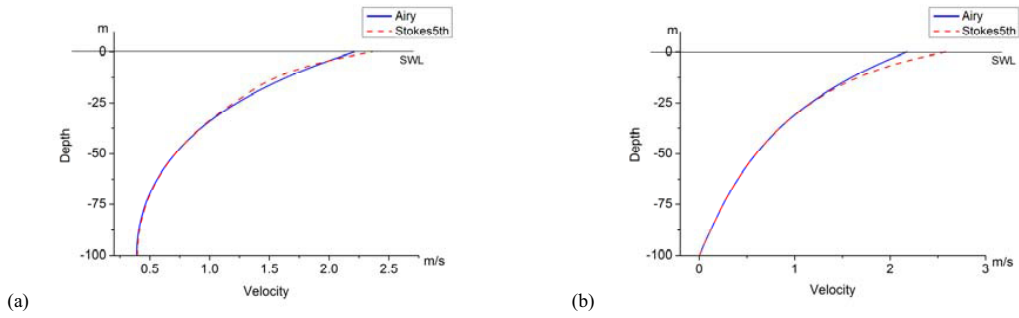 m
Airy
Stokes5th
0
SWL
-25
Depth
-50
-75
-100
0.5 1.0 1.5 2.0 2.5 m/s
Velocity
(a)
m
Airy
Stokes5th
0
SWL
-25
Depth
-50
-75
-100
0 1 2 3
m/s
Velocity
(b)